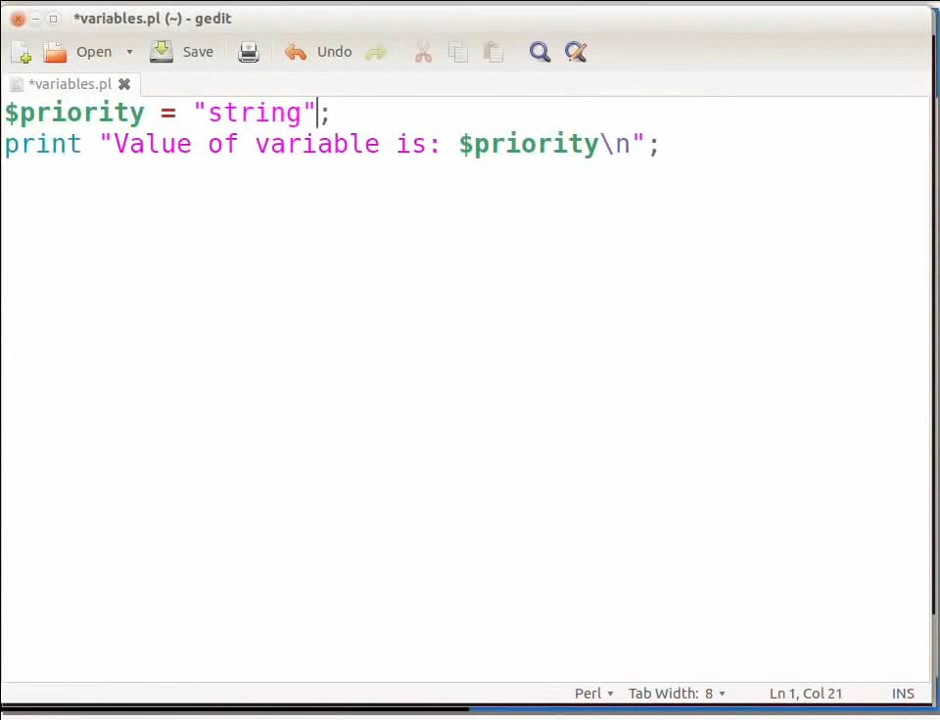 *variables.pl (~) - gedit
Open Save Undo
*variables.pl
$priority = "string";
print "Value of variable is: $priority\n";
Perl Tab Width: 8 Ln 1, Col 21 INS